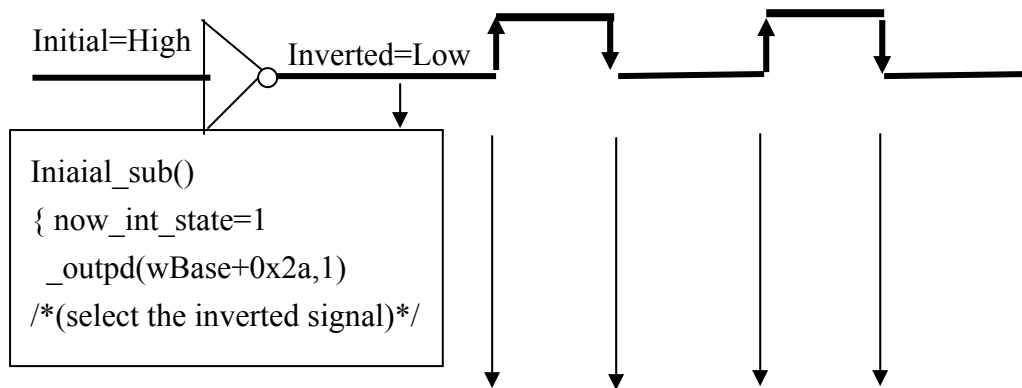 Initial=High
Inverted=Low
Iniaial_sub()
{ now_int_state=1
_outpd(wBase+0x2a,1)
/*(select the inverted signal)*/